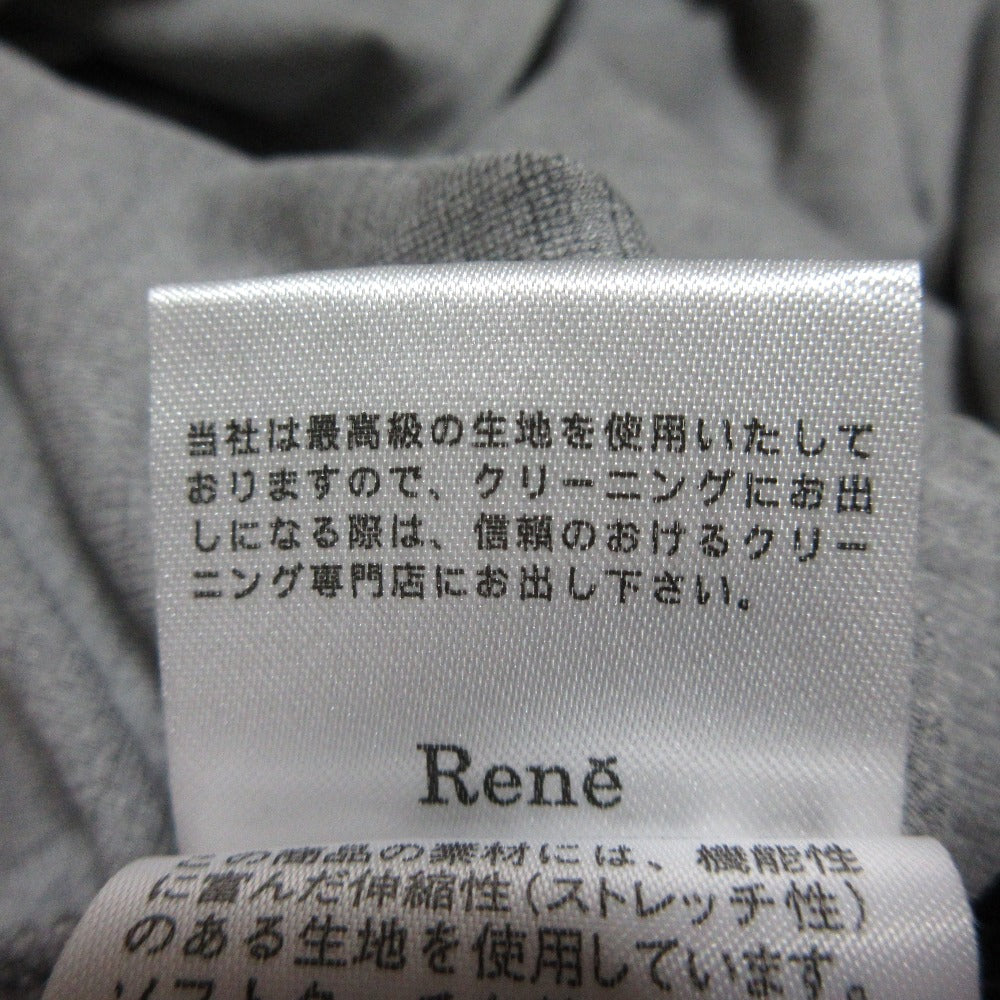 当社は最高級の生地を使用いたして
おりますので、クリーニングにお出
しになる際は、信頼のおけるクリー
ニング専門店にお出し下さい。
Reně
この商品の素材には、機能性
に富んだ伸縮性(ストレッチ性)
のある生地を使用しています。